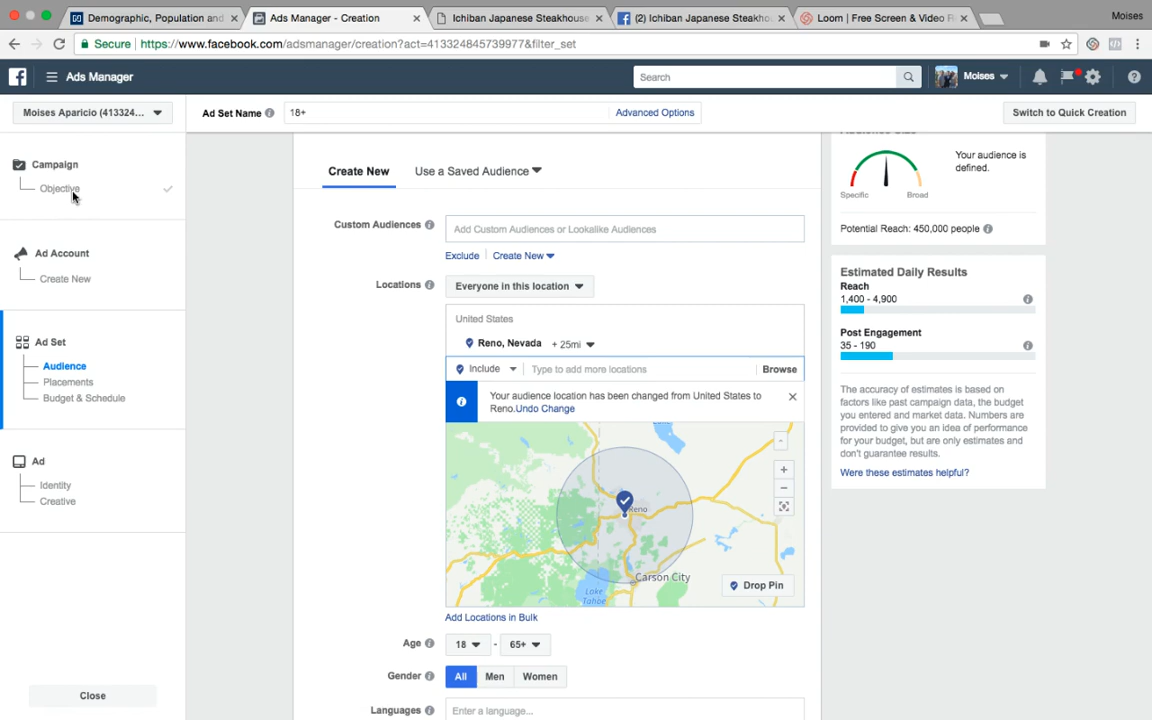 Demographic, Population and
Ads Manager - Creation
Ichiban Japanese Steakhouse
(2) Ichiban Japanese Steakho
Loom | Free Screen & Video R
Moises
Secure
https://www.facebook.com/adsmanager/creation?act=413324845739977&filter_set
Ads Manager
Search
Moises
Moises Aparicio (413324...
Ad Set Name
18+
Advanced Options
Switch to Quick Creation
Campaign
Objective
Ad Account
Create New
Ad Set
Audience
Placements
Budget & Schedule
Ad
Identity
Creative
Close
Create New
Use a Saved Audience
Custom Audiences
Add Custom Audiences or Lookalike Audiences
Exclude
Create New
Locations
Everyone in this location
United States
Reno, Nevada
+ 25mi
Include
Type to add more locations
Browse
Your audience location has been changed from United States to
Reno.Undo Change
Reno
Carson City
Lake
Tahoe
Drop Pin
Add Locations in Bulk
Age
18
-
65+
Gender
All
Men
Women
Languages
Enter a language...
Audience Size
Your audience is
defined.
Specific
Broad
Potential Reach: 450,000 people
Estimated Daily Results
Reach
1,400 - 4,900
Post Engagement
35 - 190
The accuracy of estimates is based on
factors like past campaign data, the budget
you entered and market data. Numbers are
provided to give you an idea of performance
for your budget, but are only estimates and
don't guarantee results.
Were these estimates helpful?